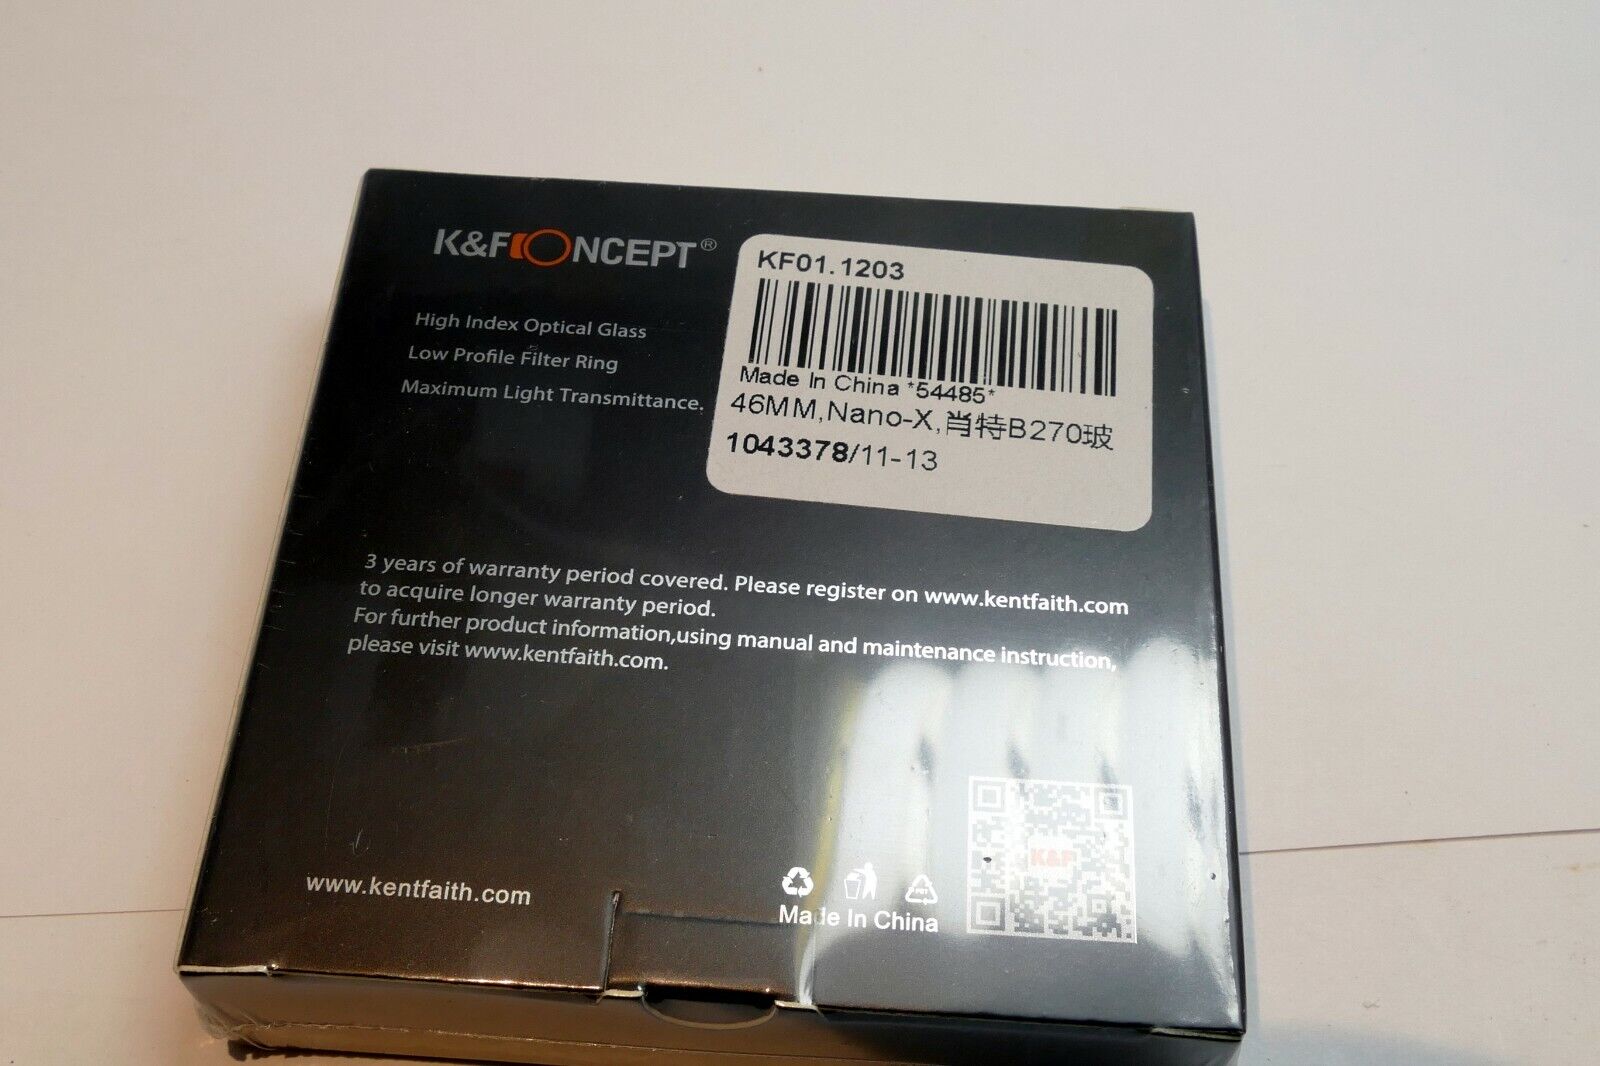 K&FCONCEPT®
High Index Optical Glass
Low Profile Filter Ring
Maximum Light Transmittance.
KF01.1203
Made In China *54485*
46MM,Nano-X,肖特B270玻
1043378/11-13
3 years of warranty period covered. Please register on www.kentfaith.com
to acquire longer warranty period.
For further product information,using manual and maintenance instruction,
please visit www.kentfaith.com.
www.kentfaith.com
Made In China
K&F